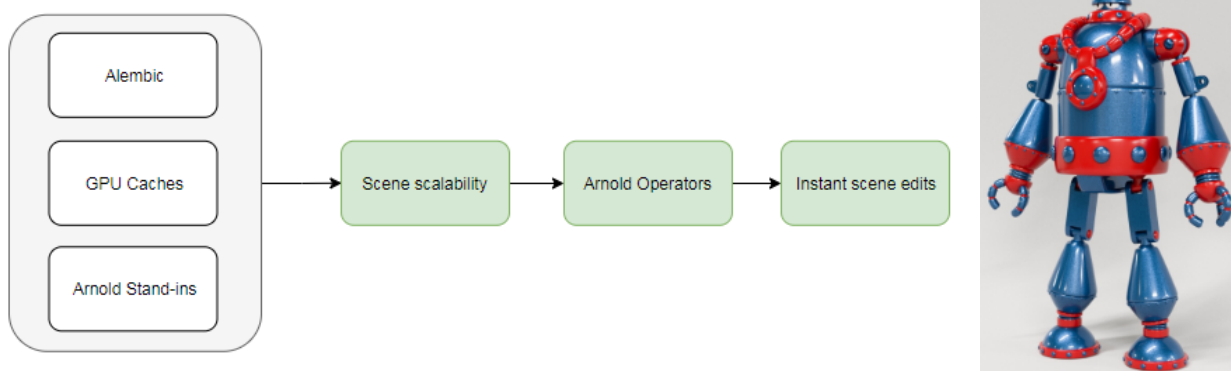 Alembic
GPU Caches
Arnold Stand-ins
Scene scalability
Arnold Operators
Instant scene edits